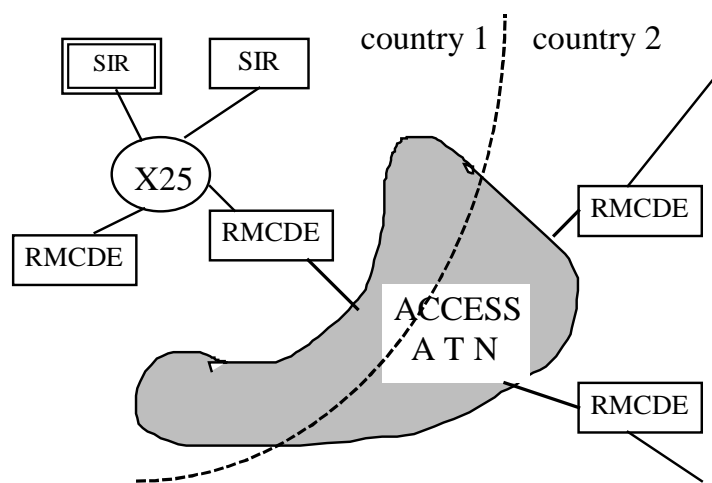 country 1
country 2
SIR
SIR
X25
RMCDE
RMCDE
RMCDE
ACCESS
A T N
RMCDE